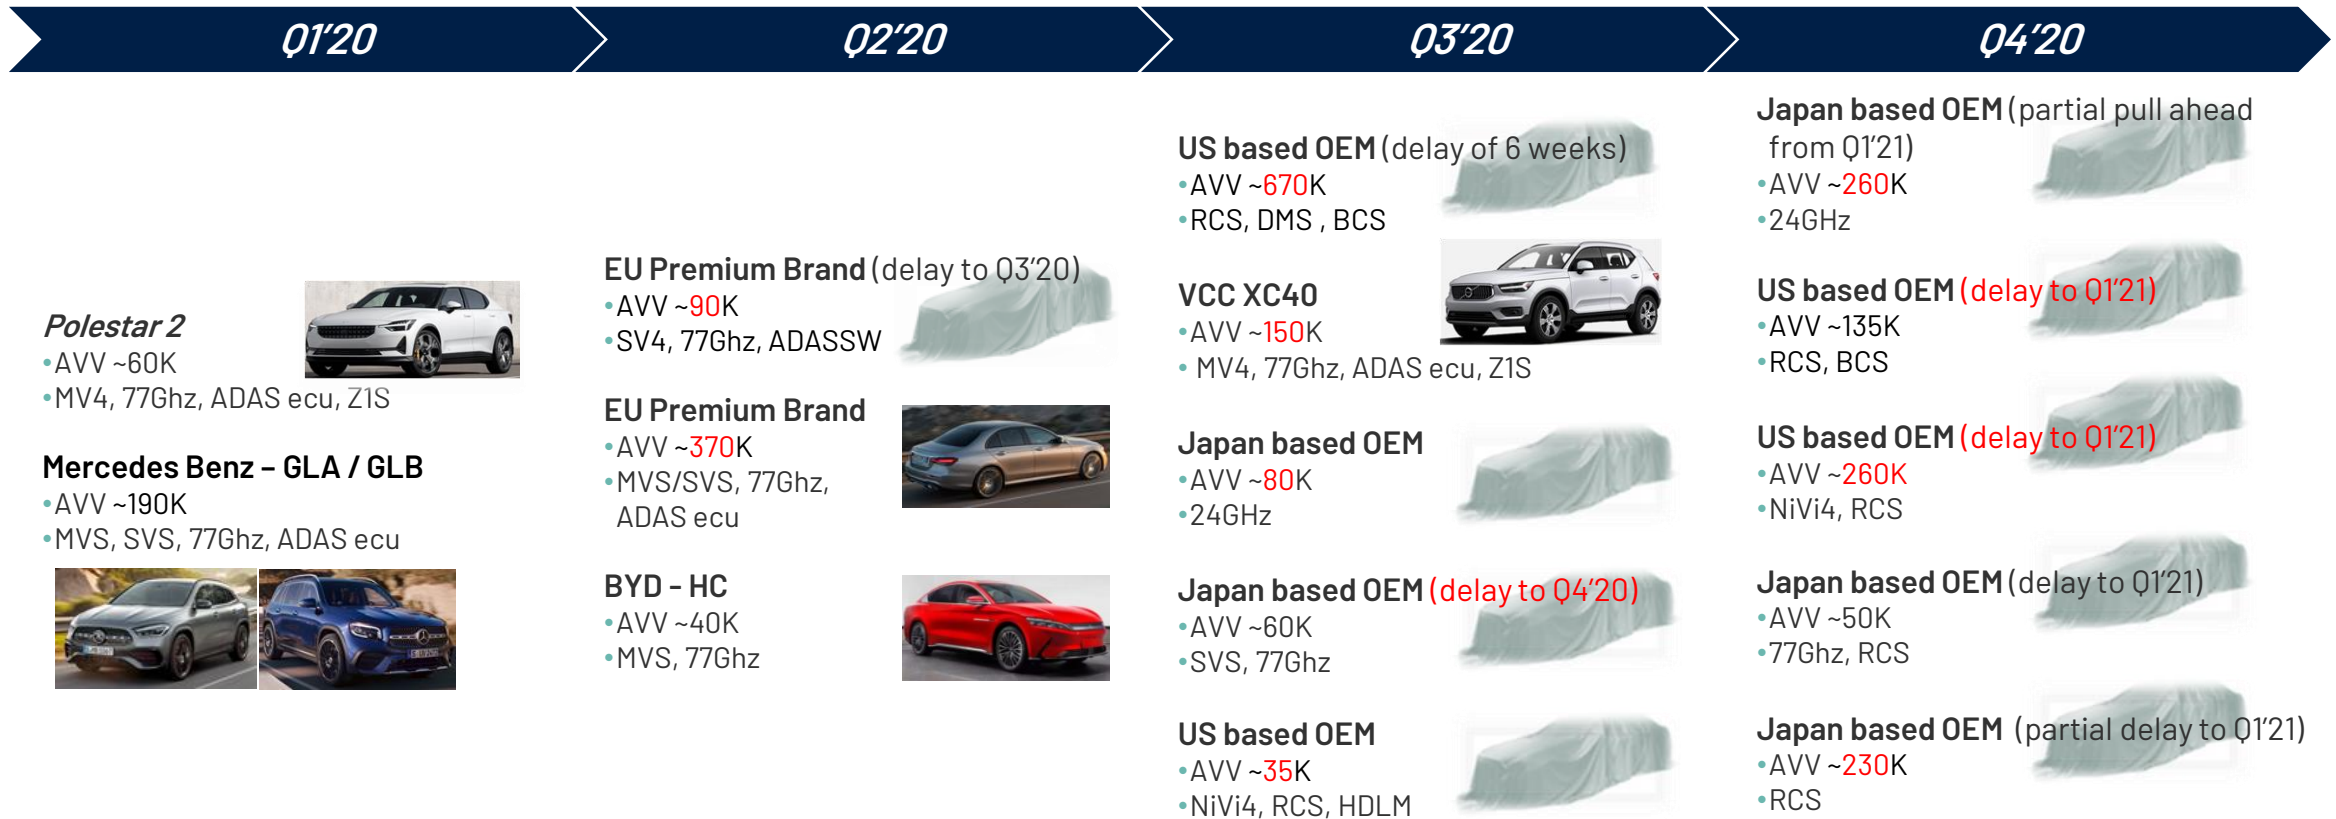 Q1'20
Q2'20
Q3'20
Q4'20
Polestar 2
•AVV ~60K
•MV4, 77Ghz, ADAS ecu, Z1S
Mercedes Benz – GLA / GLB
•AVV ~190K
•MVS, SVS, 77Ghz, ADAS ecu
EU Premium Brand (delay to Q3'20)
•AVV ~90K
•SV4, 77Ghz, ADASSW
EU Premium Brand
•AVV ~370K
•MVS/SVS, 77Ghz,
ADAS ecu
BYD - HC
•AVV ~40K
•MVS, 77Ghz
US based OEM (delay of 6 weeks)
•AVV ~670K
•RCS, DMS , BCS
VCC XC40
•AVV ~150K
• MV4, 77Ghz, ADAS ecu, Z1S
Japan based OEM
•AVV ~80K
•24GHz
Japan based OEM (delay to Q4'20)
•AVV ~60K
•SVS, 77Ghz
US based OEM
•AVV ~35K
•NiVi4, RCS, HDLM
Japan based OEM (partial pull ahead
from Q1'21)
•AVV ~260K
•24GHz
US based OEM (delay to Q1'21)
•AVV ~135K
•RCS, BCS
US based OEM (delay to Q1'21)
•AVV ~260K
•NiVi4, RCS
Japan based OEM (delay to Q1'21)
•AVV ~50K
•77Ghz, RCS
Japan based OEM (partial delay to Q1'21)
•AVV ~230K
•RCS